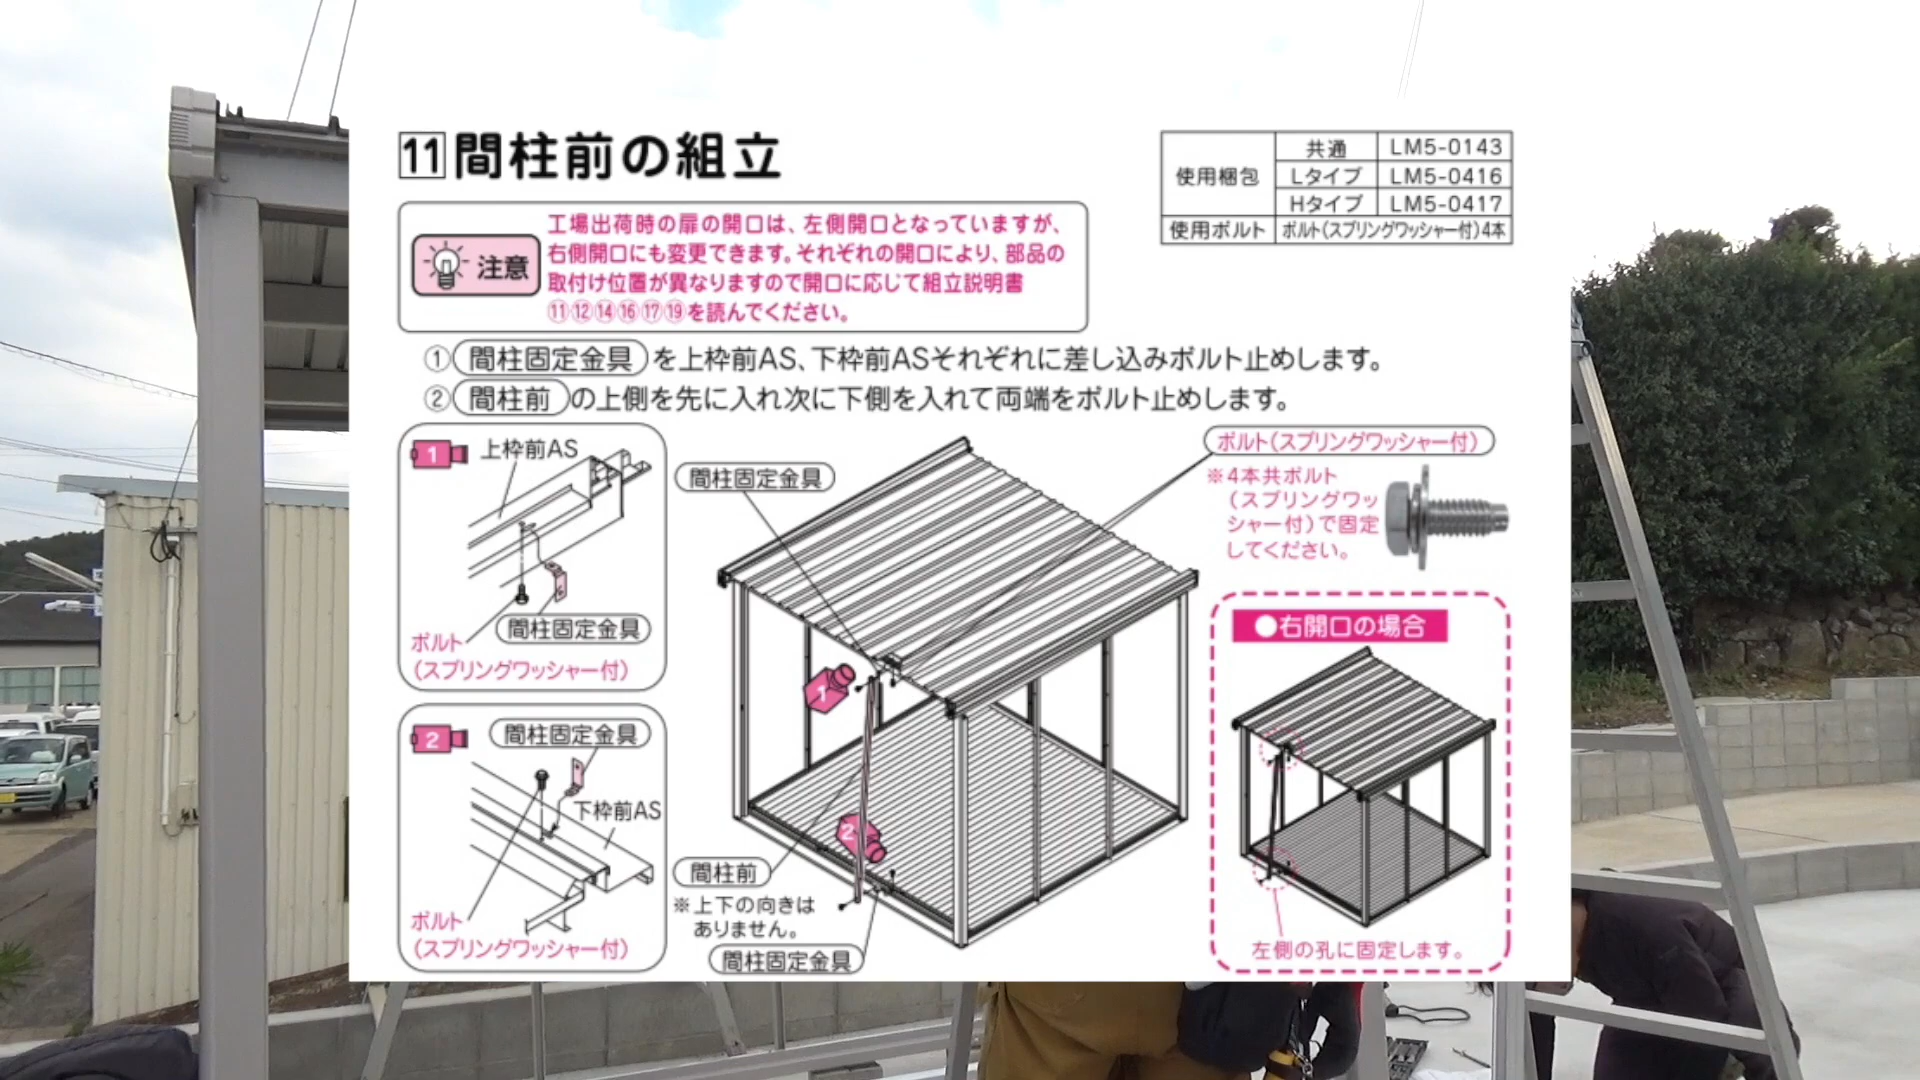 11 間柱前の組立
使用梱包 共通 LM5-0143
Lタイプ LM5-0416
Hタイプ LM5-0417
使用ボルト ボルト(スプリングワッシャー付)4本
注意
工場出荷時の扉の開口は、左側開口となっていますが、
右側開口にも変更できます。それぞれの開口により、部品の
取付け位置が異なりますので開口に応じて組立説明書
⑪⑫⑭⑯⑰⑲を読んでください。
①間柱固定金具を上枠前AS、下枠前ASそれぞれに差し込みボルト止めします。
②間柱前の上側を先に入れ次に下側を入れて両端をボルト止めします。
1
上枠前AS
間柱固定金具
ボルト
(スプリングワッシャー付)
2
間柱固定金具
下枠前AS
ボルト
(スプリングワッシャー付)
間柱固定金具
1
2
間柱前
※上下の向きは
ありません。
間柱固定金具
ボルト(スプリングワッシャー付)
※4本共ボルト
(スプリングワッ
シャー付)で固定
してください。
●右開口の場合
左側の孔に固定します。